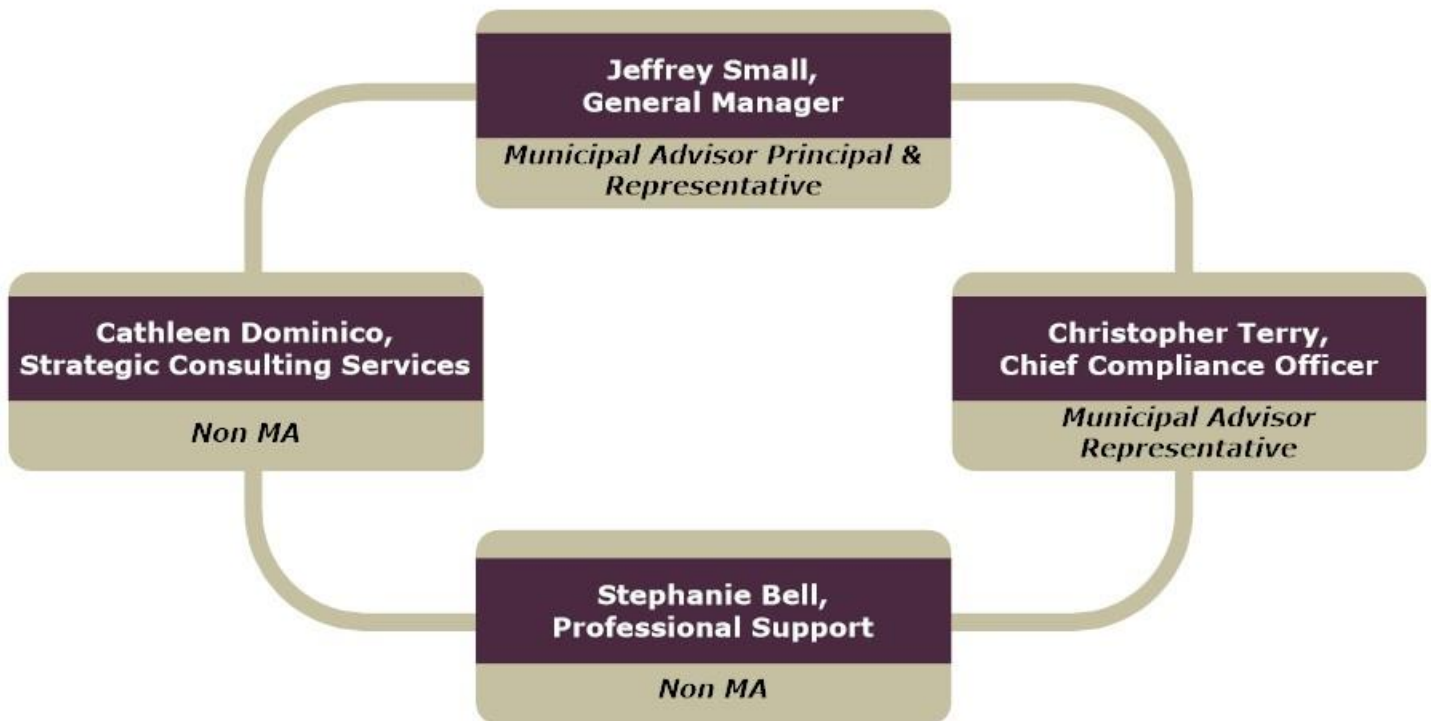 Jeffrey Small,
General Manager
Municipal Advisor Principal &
Representative
Cathleen Dominico,
Strategic Consulting Services
Non MA
Christopher Terry,
Chief Compliance Officer
Municipal Advisor
Representative
Stephanie Bell,
Professional Support
Non MA